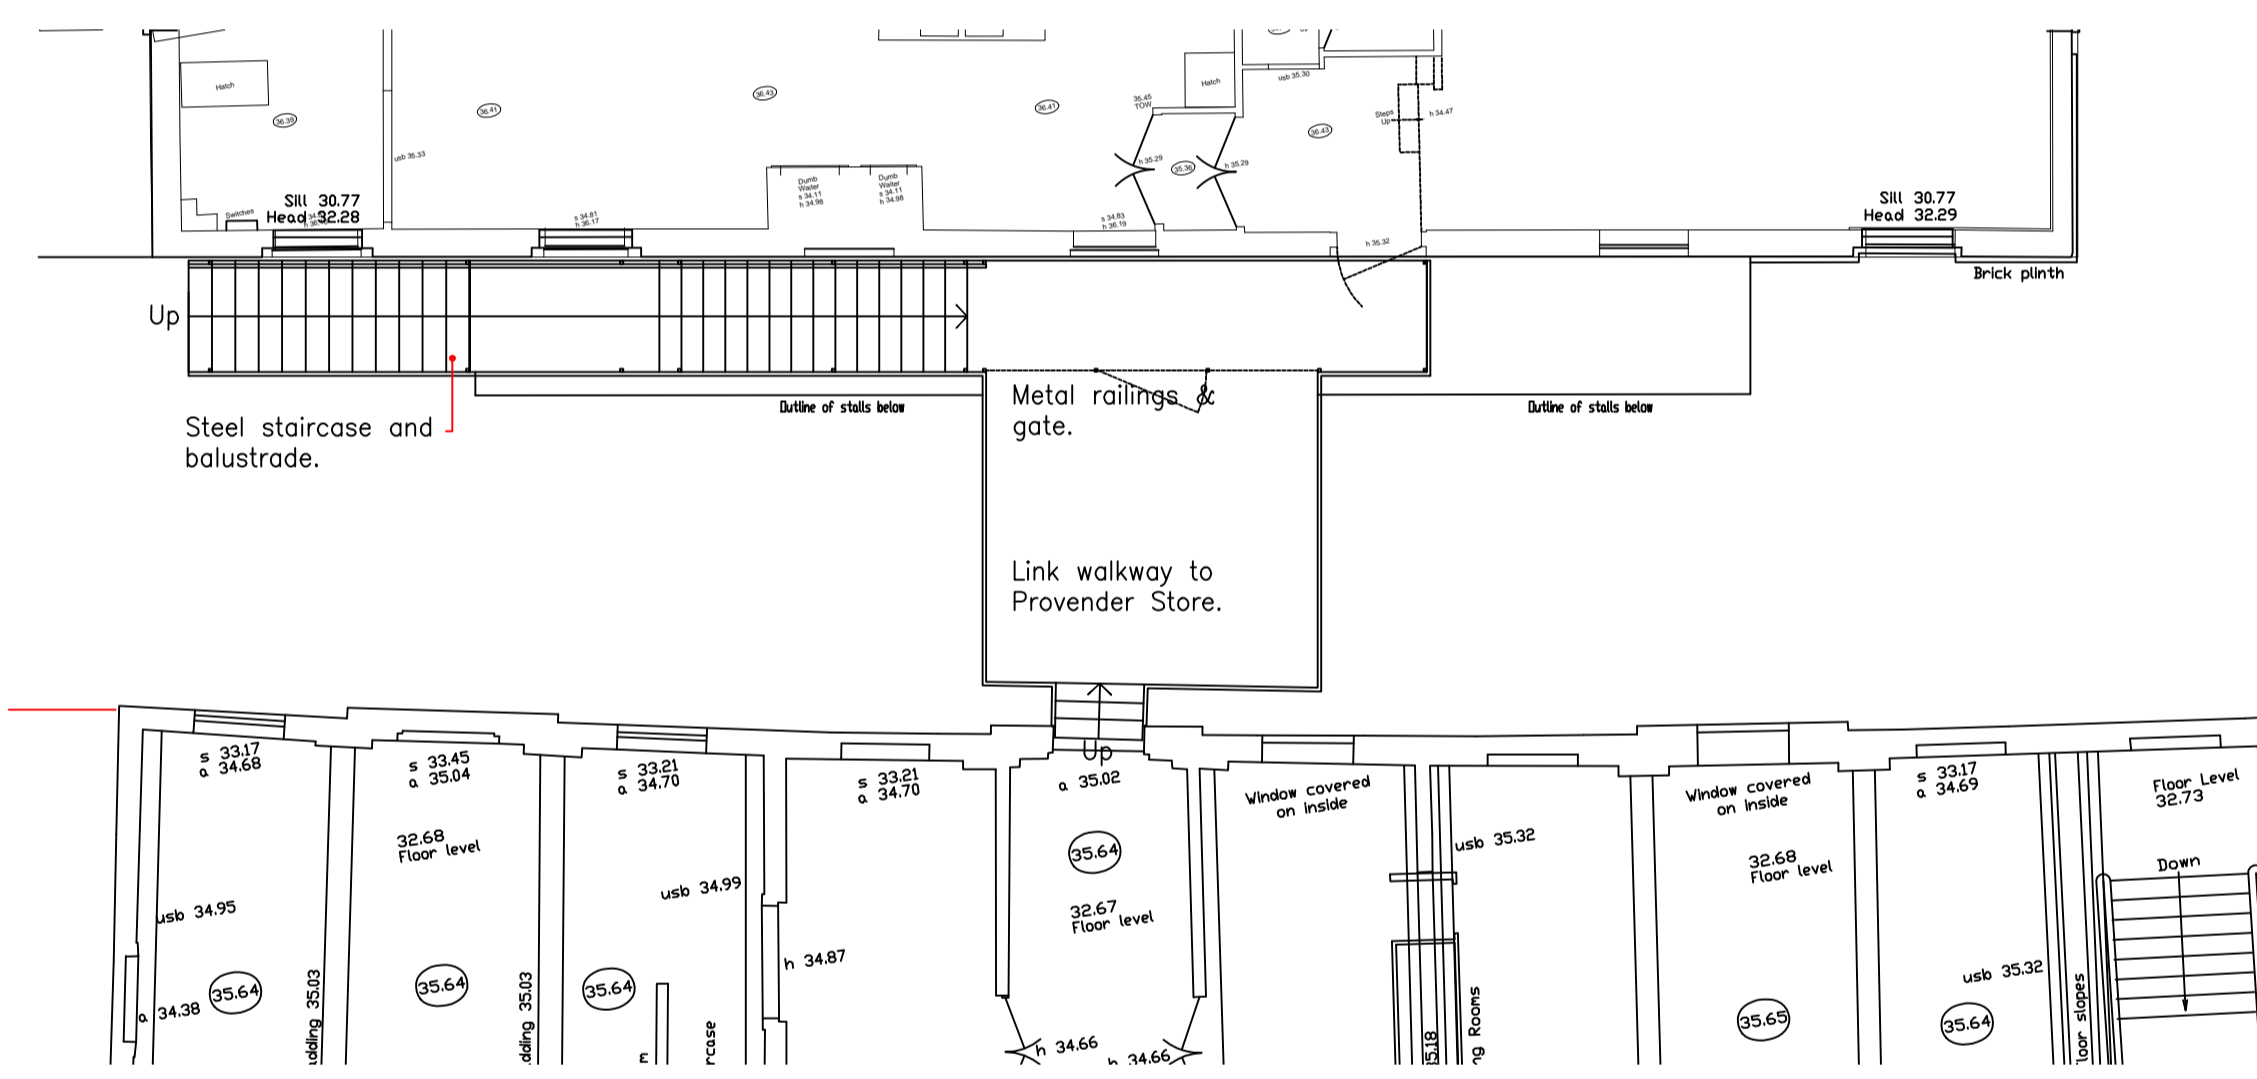 Hatch
36.39
36.41
36.43
36.41
35.45
TOW
Hatch
usb 35.30
36.43
Steps
Up
h 34.47
usb 35.33
h 35.29
35.36
h 35.29
Dumb
Waiter
s 34.11
h 34.98
Dumb
Waiter
s 34.11
h 34.98
Sill 30.77
Head 32.28
Switches
s 34.81
h 36.17
s 34.83
h 36.19
h 35.32
Sill 30.77
Head 32.29
Brick plinth
Up
Steel staircase and
balustrade.
Outline of stalls below
Metal railings &
gate.
Outline of stalls below
Link walkway to
Provender Store.
Up
s 33.17
a 34.68
s 33.45
a 35.04
s 33.21
a 34.70
s 33.21
a 34.70
a 35.02
Window covered
on inside
Window covered
on inside
s 33.17
a 34.69
Floor Level
32.73
32.68
Floor level
35.64
usb 35.32
32.68
Floor level
Down
usb 34.95
usb 34.99
32.67
Floor level
h 34.87
usb 35.32
35.64
35.64
35.64
a 34.38
35.03
35.03
35.65
35.64
h 34.66
h 34.66